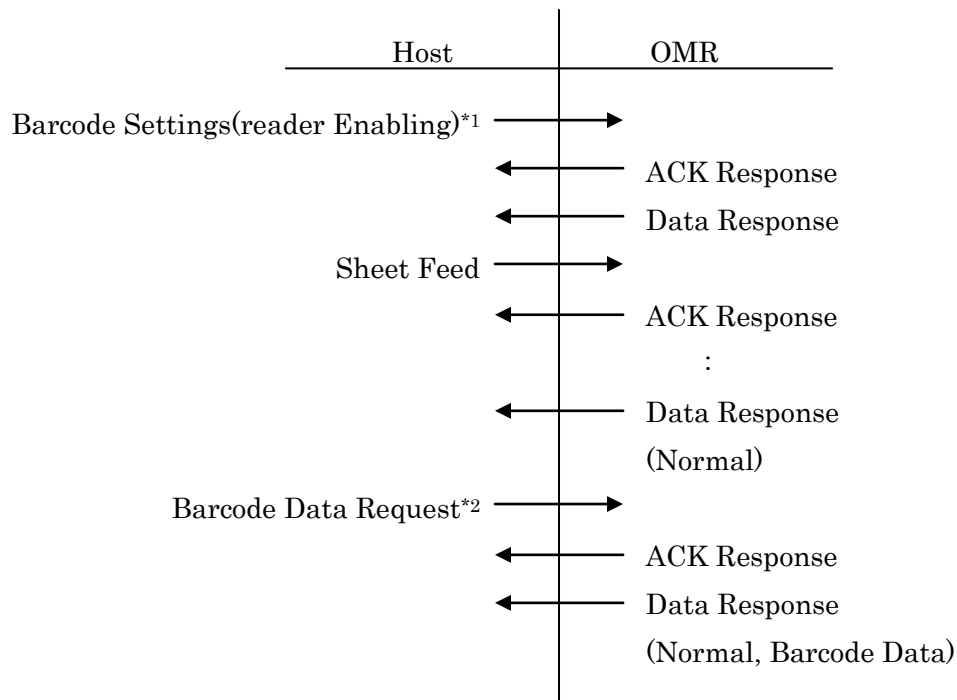 Host OMR
Barcode Settings(reader Enabling)*1
ACK Response
Data Response
Sheet Feed
ACK Response
:
Data Response
(Normal)
Barcode Data Request*2
ACK Response
Data Response
(Normal, Barcode Data)